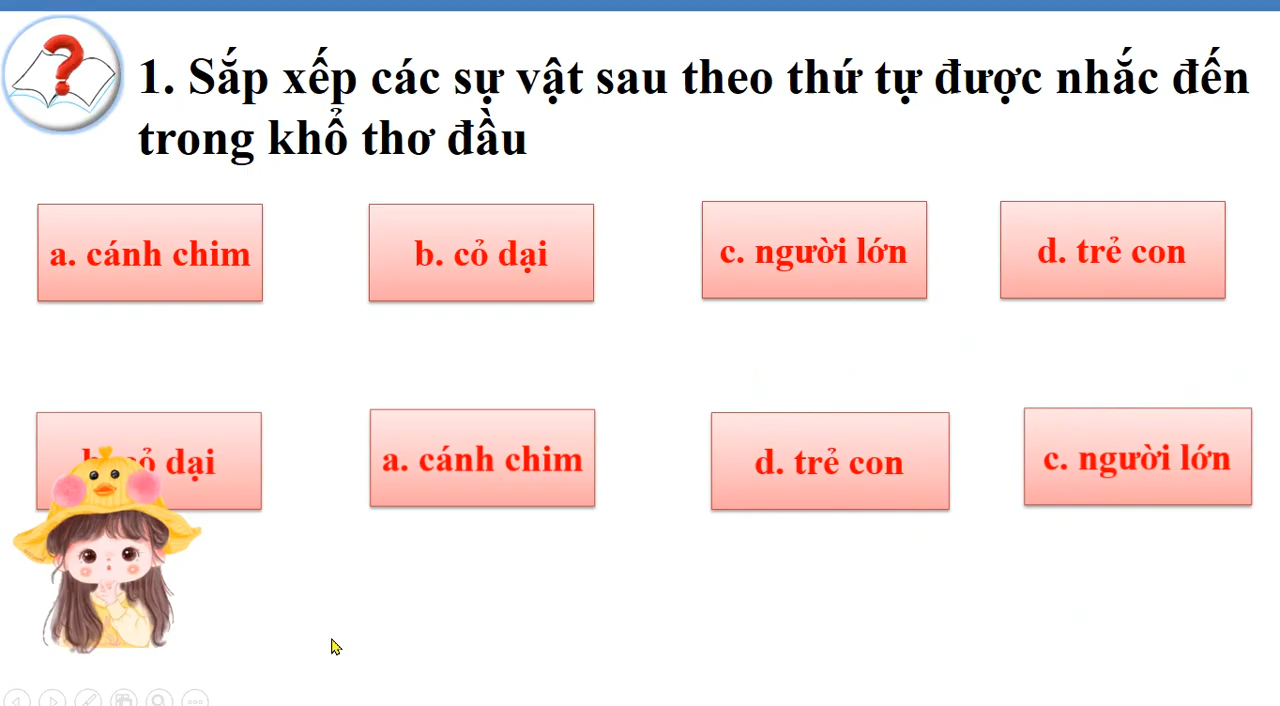 1. Sắp xếp các sự vật sau theo thứ tự được nhắc đến
trong khổ thơ đầu
a. cánh chim
b. cỏ dại
c. người lớn
d. trẻ con
cỏ dại
a. cánh chim
d. trẻ con
c. người lớn